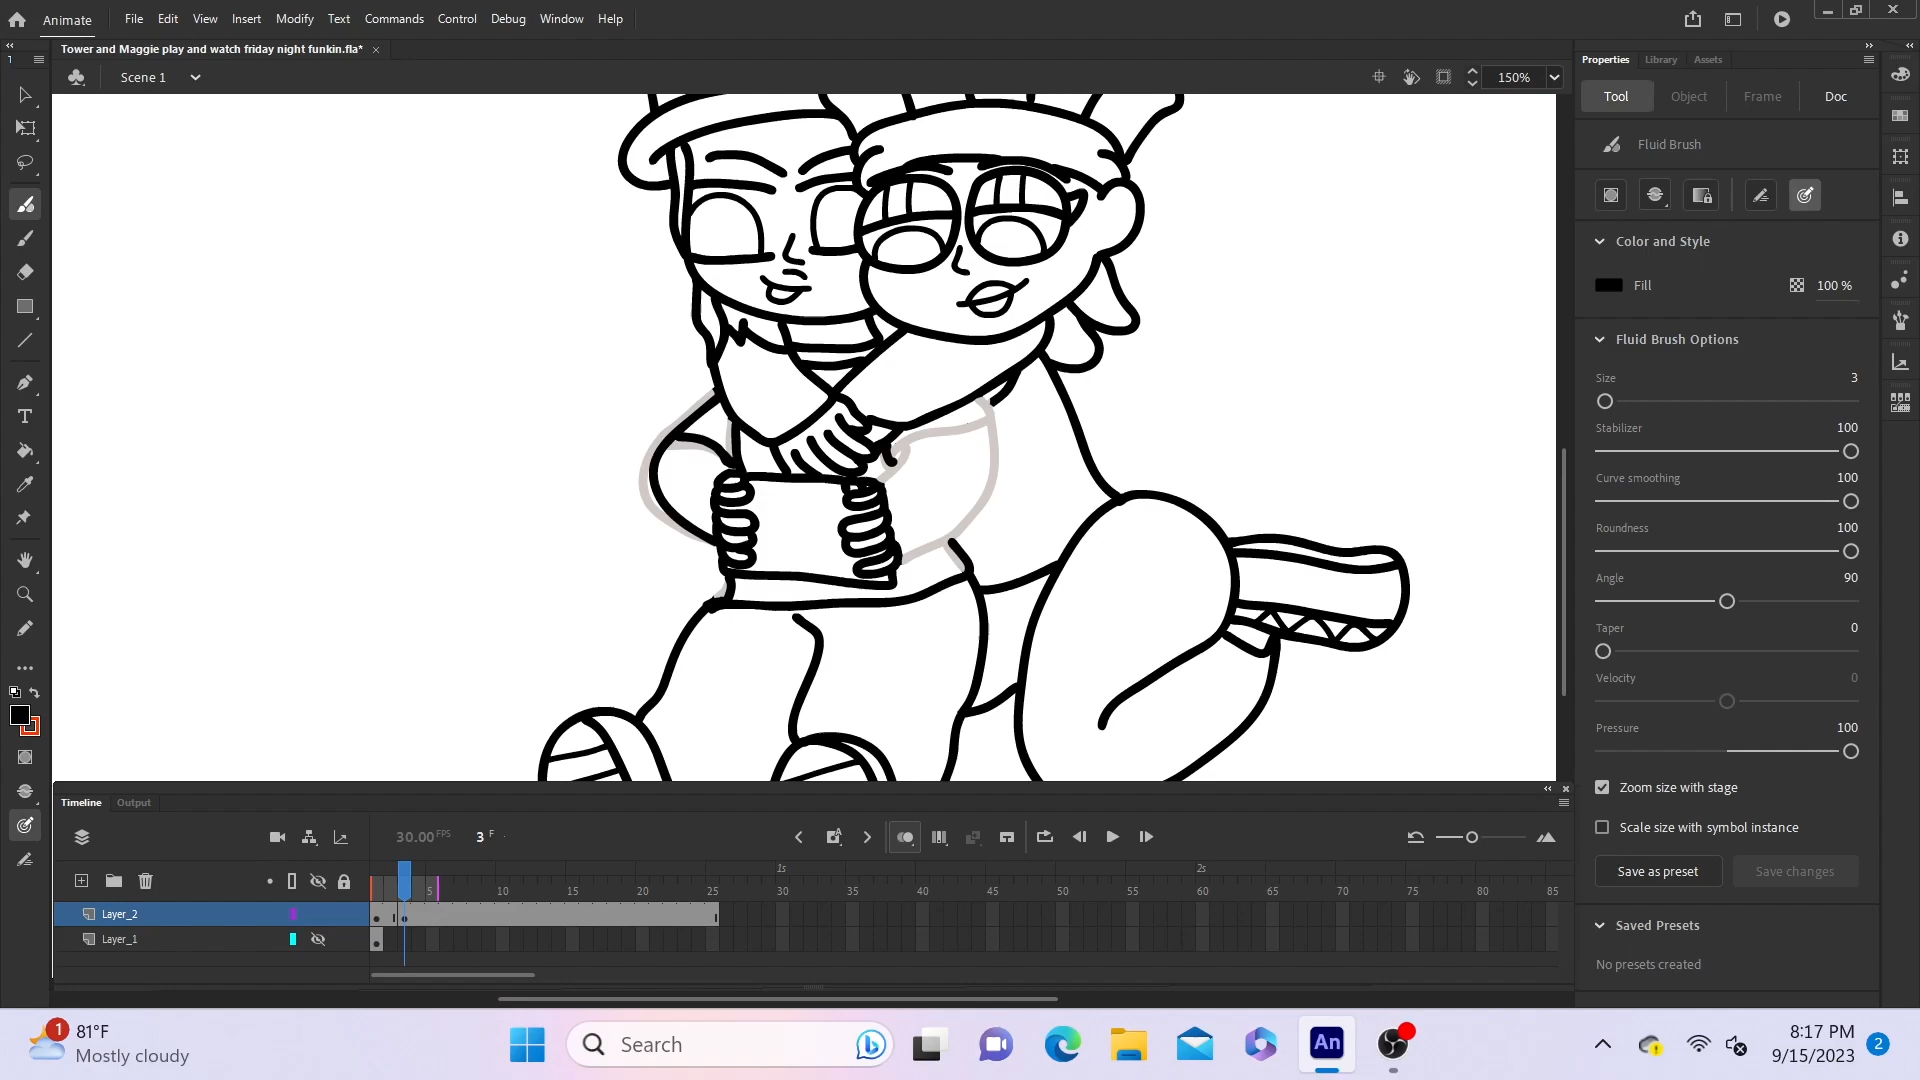 Animate File Edit View Insert Modify Text Commands Control Debug Window Help
Tower and Maggie play and watch friday night funkin.fla*
Scene 1
150%
Properties Library Assets
Tool Object Frame Doc
Fluid Brush
Color and Style
Fill 100 %
Fluid Brush Options
Size 3
Stabilizer 100
Curve smoothing 100
Roundness 100
Angle 90
Taper 0
Velocity 0
Pressure 100
Zoom size with stage
Scale size with symbol instance
Save as preset Save changes
Saved Presets
No presets created
Timeline Output
30.00 FPS 3 F
1s 2s
5 10 15 20 25 30 35 40 45 50 55 60 65 70 75 80 85
Layer_2
Layer_1
1 81°F
Mostly cloudy
Search
An
8:17 PM
9/15/2023
2